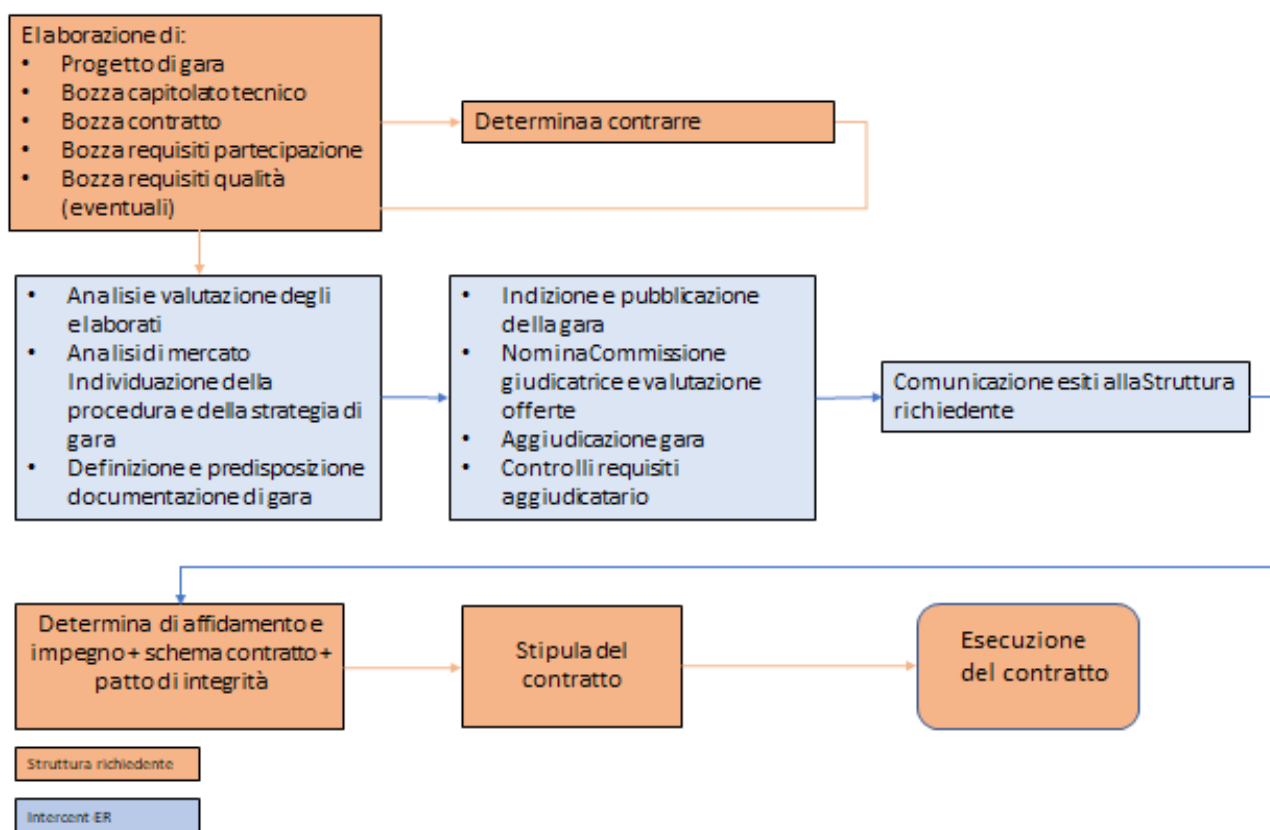 Elaborazione di:
• Progetto di gara
• Bozza capitolato tecnico
• Bozza contratto
• Bozza requisiti partecipazione
• Bozza requisiti qualità
(eventuali)
Determina a contrarre
• Analisi e valutazione degli
elaborati
• Analisi di mercato
Individuazione della
procedura e della strategia di
gara
• Definizione e predisposizione
documentazione di gara
• Indizione e pubblicazione
della gara
• Nomina Commissione
giudicatrice e valutazione
offerte
• Aggiudicazione gara
• Controlli requisiti
aggiudicatario
Comunicazione esiti alla Struttura
richiedente
Determina di affidamento e
impegno + schema contratto +
patto di integrità
Stipula del
contratto
Esecuzione
del contratto
Struttura richiedente
Intercent ER